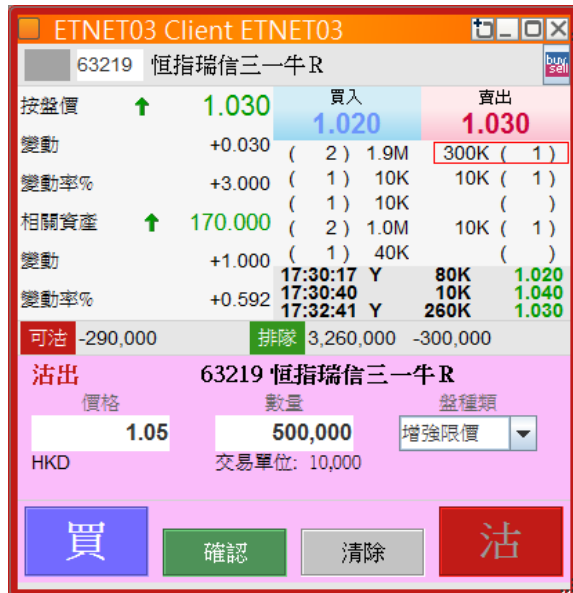 ETNET03 Client ETNET03
63219 恒指瑞信三一牛R
buy sell
按盤價 1.030
買入 1.020
賣出 1.030
變動 +0.030
( 2 ) 1.9M 300K ( 1 )
變動率% +3.000
( 1 ) 10K 10K ( 1 )
( 1 ) 10K ( )
相關資產 170.000
( 2 ) 1.0M 10K ( 1 )
變動 +1.000
( 1 ) 40K ( )
17:30:17 Y 80K 1.020
變動率% +0.592
17:30:40 10K 1.040
17:32:41 Y 260K 1.030
可沽 -290,000 排隊 3,260,000 -300,000
沽出 63219 恒指瑞信三一牛R
價格 數量 盤種類
1.05 500,000 增強限價
HKD 交易單位: 10,000
買 確認 清除 沽